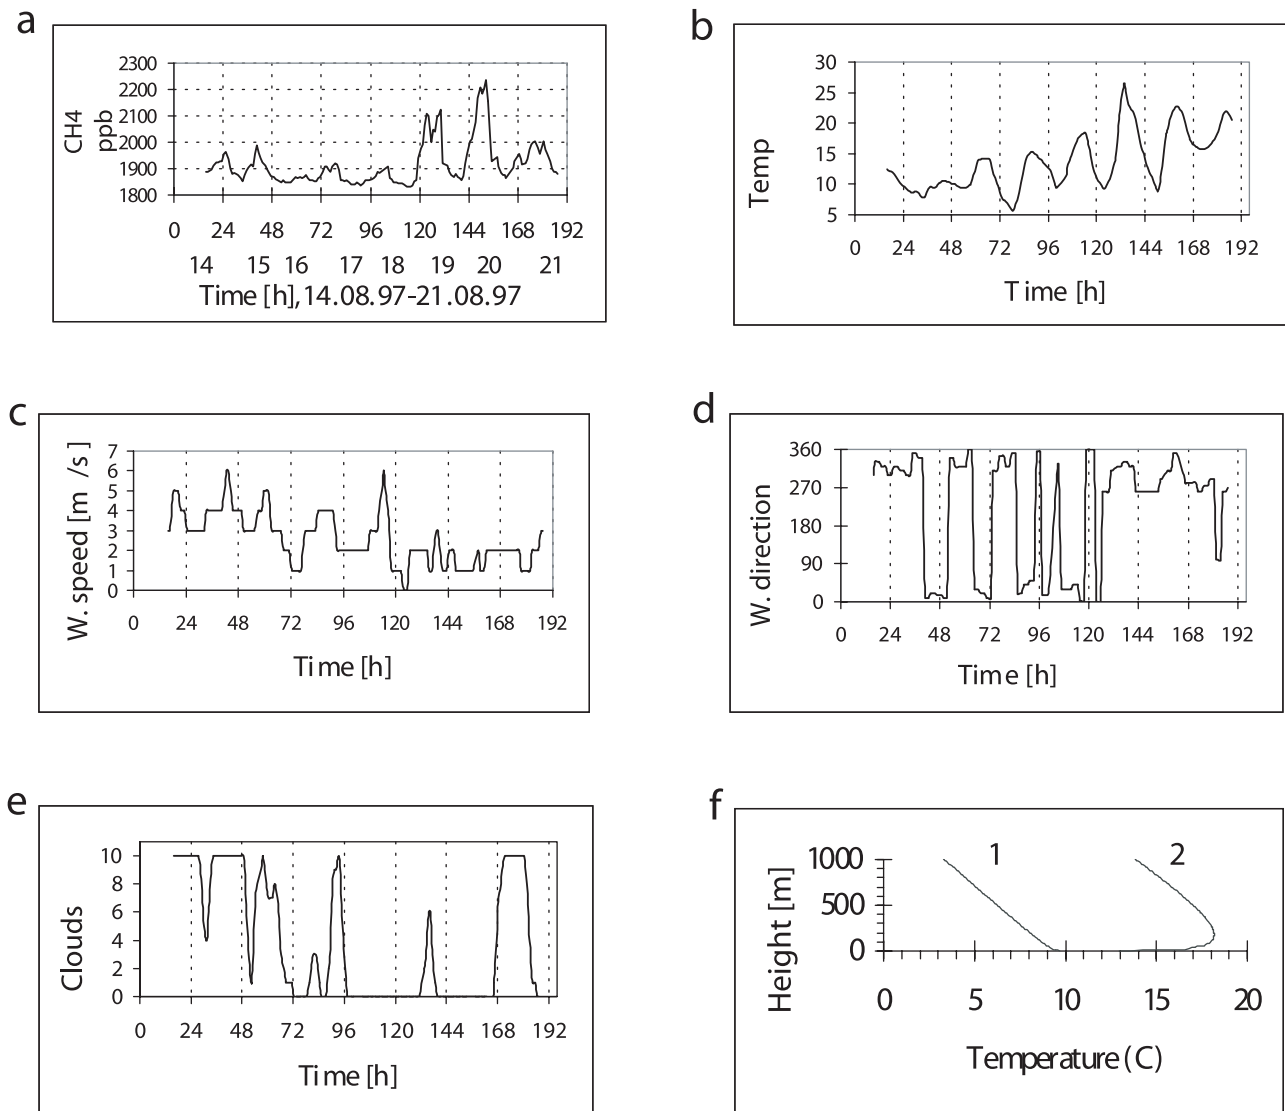 a
CH4
ppb
2300
2200
2100
2000
1900
1800
0 24 48 72 96 120 144 168 192
14 15 16 17 18 19 20 21
Time [h], 14.08.97-21.08.97
b
Temp
30
25
20
15
10
5
0 24 48 72 96 120 144 168 192
Time [h]
c
W. speed [m /s ]
7
6
5
4
3
2
1
0
0 24 48 72 96 120 144 168 192
Time [h]
d
W. direction
360
270
180
90
0
0 24 48 72 96 120 144 168 192
Time [h]
e
Clouds
10
8
6
4
2
0
0 24 48 72 96 120 144 168 192
Time [h]
f
Height [m]
1000
500
0
1 2
0 5 10 15 20
Temperature (C)